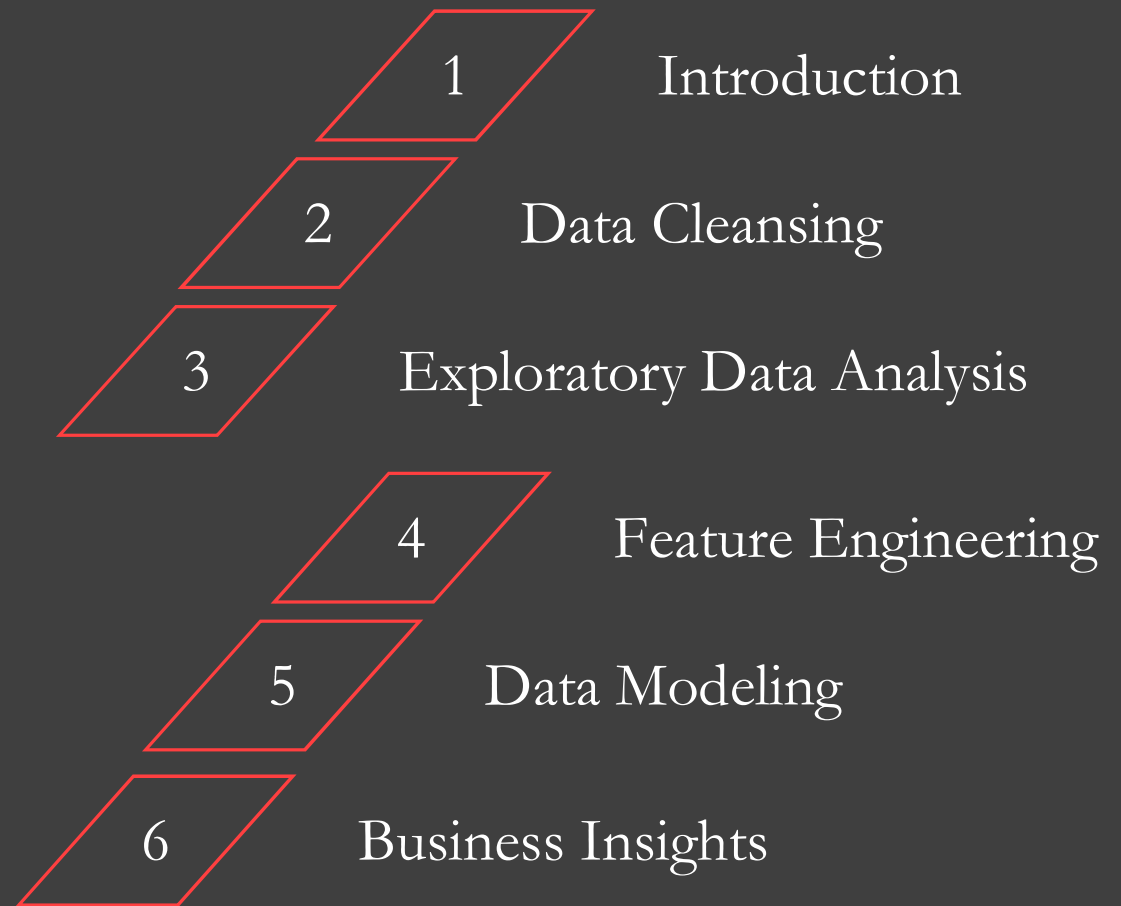 1 Introduction
2 Data Cleansing
3 Exploratory Data Analysis
4 Feature Engineering
5 Data Modeling
6 Business Insights